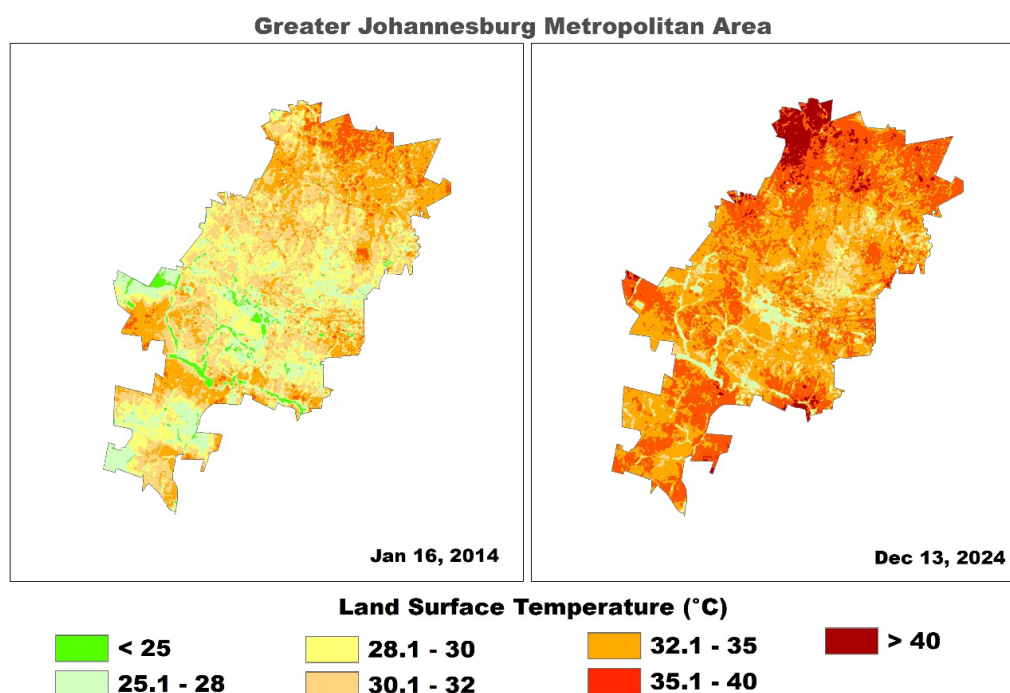 Greater Johannesburg Metropolitan Area
Jan 16, 2014
Dec 13, 2024
Land Surface Temperature (°C)
< 25
25.1 - 28
28.1 - 30
30.1 - 32
32.1 - 35
35.1 - 40
> 40